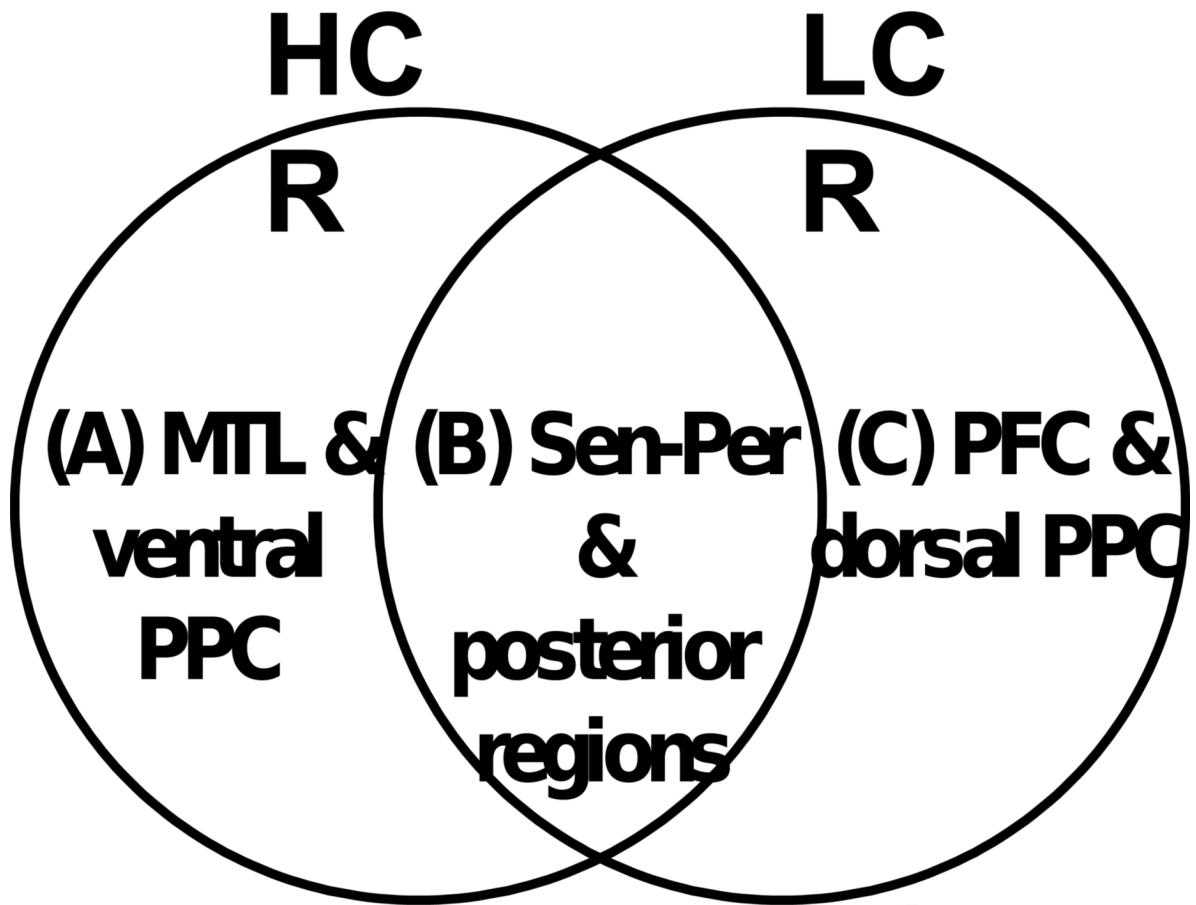 HC
R
LC
R
(A) MTL &
ventral
PPC
(B) Sen-Per
&
posterior
regions
(C) PFC &
dorsal PPC